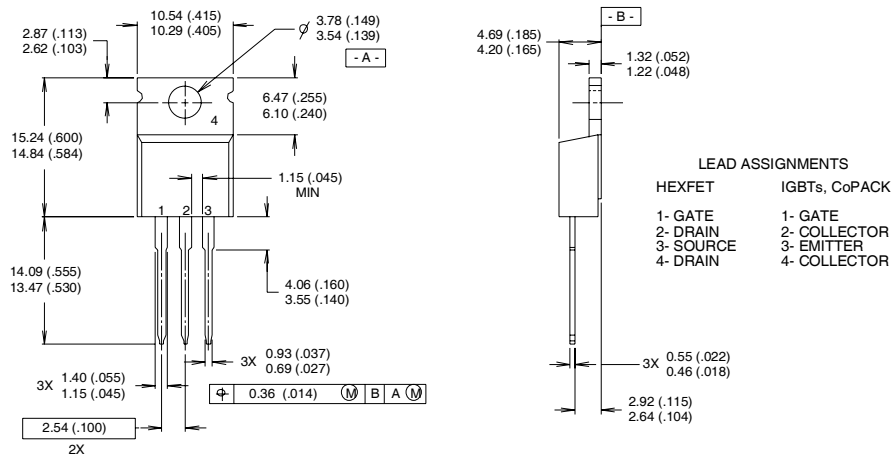 10.54 (.415)
10.29 (.405)
3.78 (.149)
3.54 (.139)
- A -
2.87 (.113)
2.62 (.103)
6.47 (.255)
6.10 (.240)
4
15.24 (.600)
14.84 (.584)
1.15 (.045)
MIN
1 2 3
14.09 (.555)
13.47 (.530)
4.06 (.160)
3.55 (.140)
3X 0.93 (.037)
0.69 (.027)
3X 1.40 (.055)
1.15 (.045)
⌖ 0.36 (.014) Ⓜ B A Ⓜ
2.54 (.100)
2X
- B -
4.69 (.185)
4.20 (.165)
1.32 (.052)
1.22 (.048)
3X 0.55 (.022)
0.46 (.018)
2.92 (.115)
2.64 (.104)
LEAD ASSIGNMENTS
HEXFET
1- GATE
2- DRAIN
3- SOURCE
4- DRAIN
IGBTs, CoPACK
1- GATE
2- COLLECTOR
3- EMITTER
4- COLLECTOR